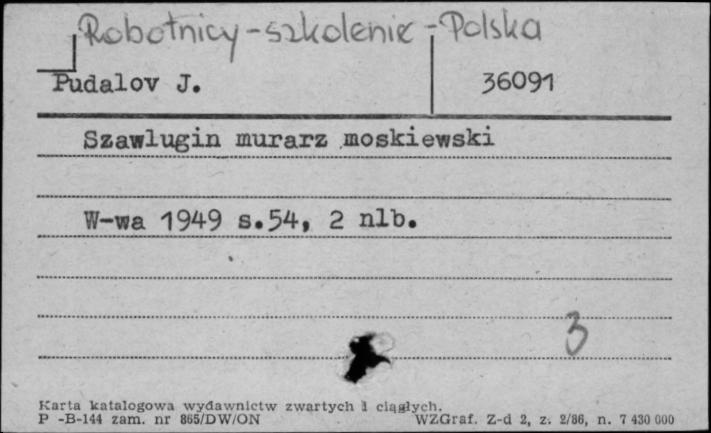 Robotnicy - szkolenie - Polska
Pudalov J. 36091
Szawlugin murarz moskiewski
W-wa 1949 s.54, 2 nlb.
3
Karta katalogowa wydawnictw zwartych i ciągłych.
P -B-144 zam. nr 865/DW/ON WZGraf. Z-d 2, z. 2/86, n. 7 430 000